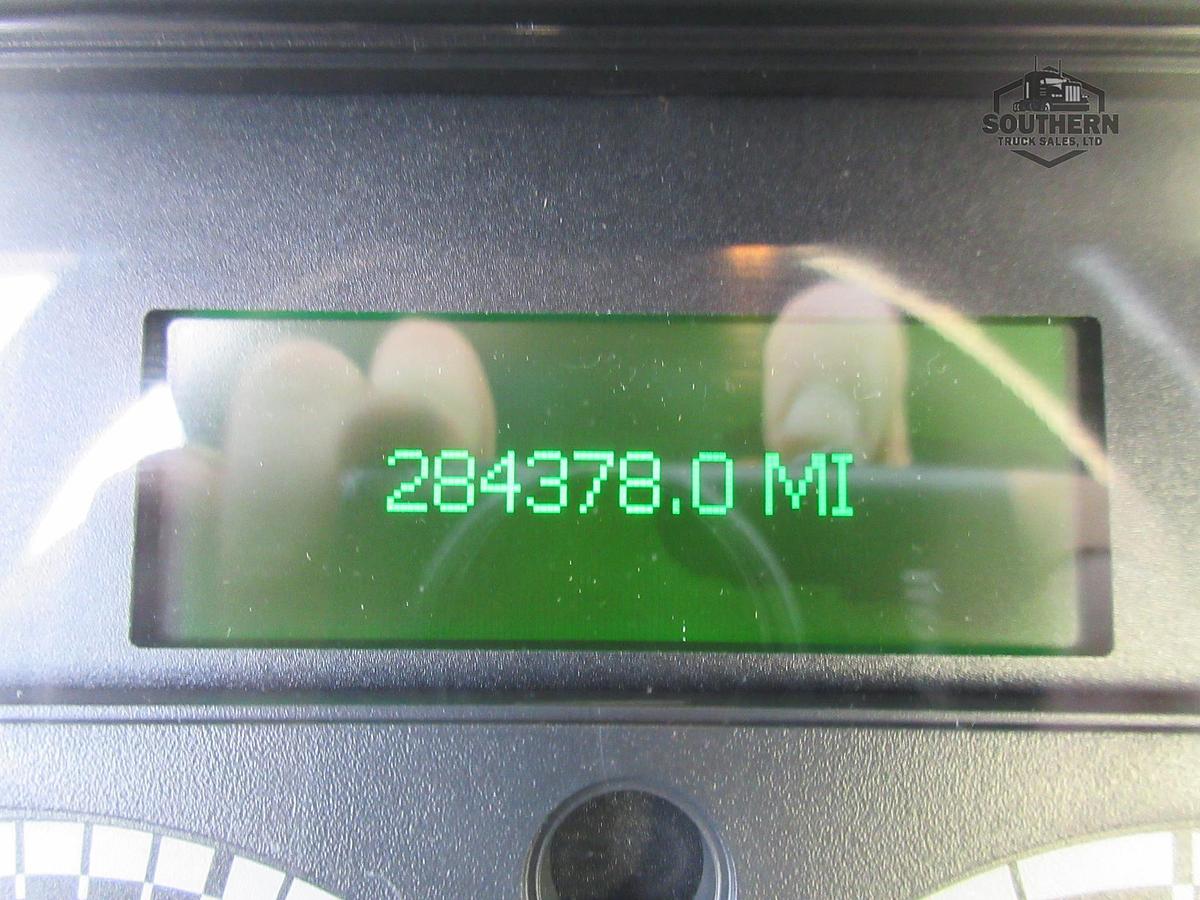 SOUTHERN
TRUCK SALES, LTD
284378.0 MI